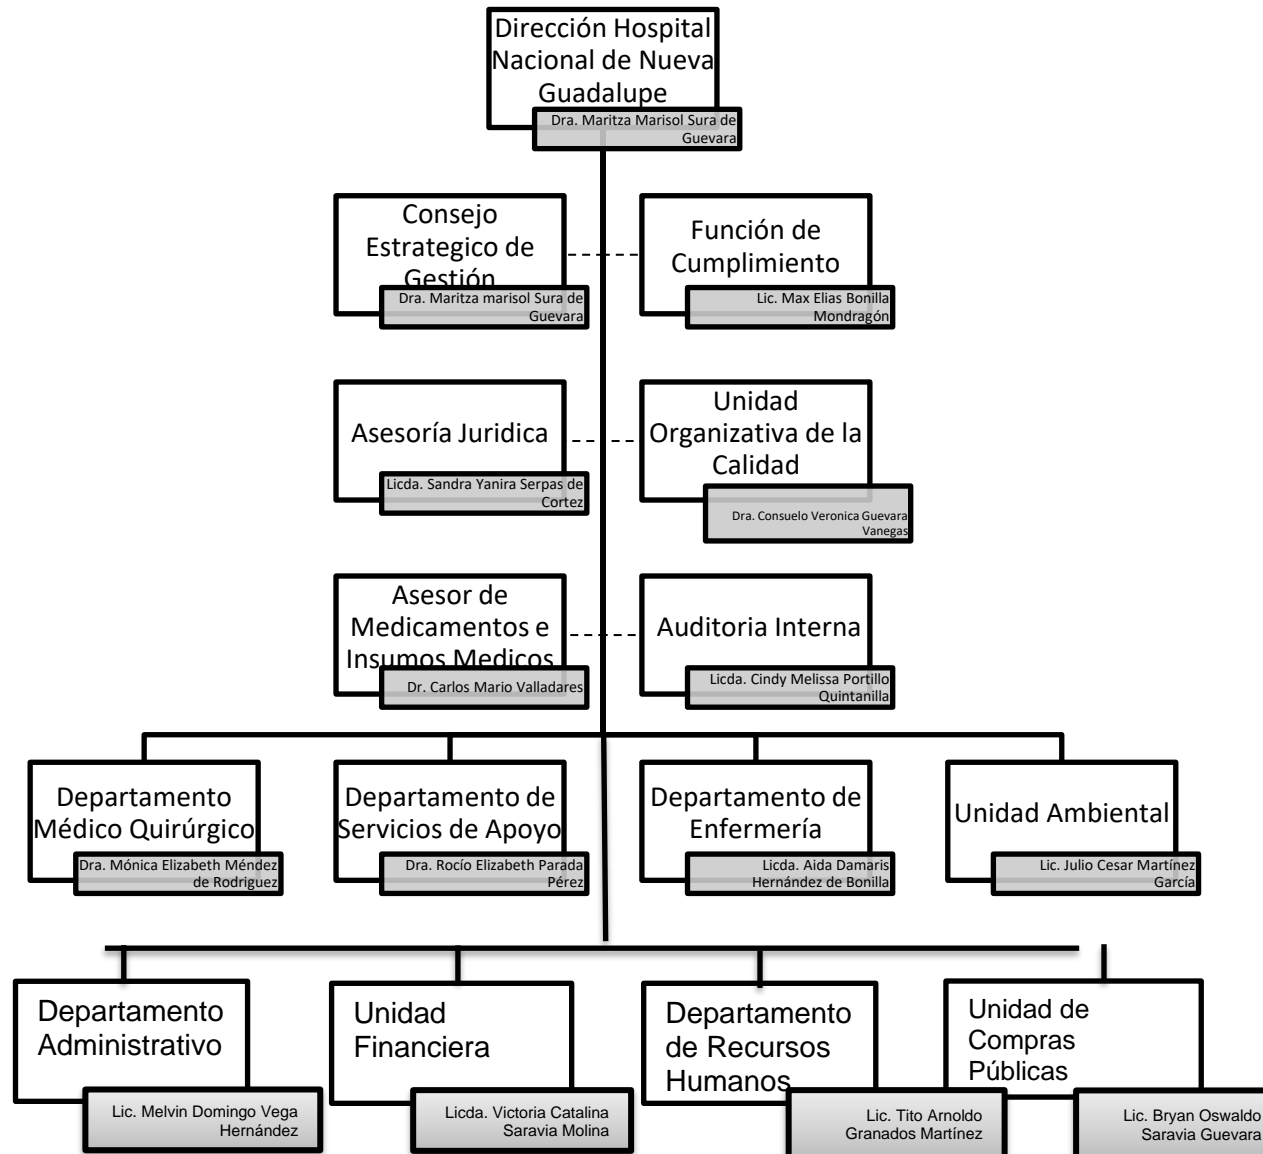 Dirección Hospital
Nacional de Nueva
Guadalupe
Dra. Maritza Marisol Sura de
Guevara
Consejo
Estrategico de
Gestión
Dra. Maritza marisol Sura de
Guevara
Función de
Cumplimiento
Lic. Max Elias Bonilla
Mondragón
Asesoría Juridica
Licda. Sandra Yanira Serpas de
Cortez
Unidad
Organizativa de la
Calidad
Dra. Consuelo Veronica Guevara
Vanegas
Asesor de
Medicamentos e
Insumos Medicos
Dr. Carlos Mario Valladares
Auditoria Interna
Licda. Cindy Melissa Portillo
Quintanilla
Departamento
Médico Quirúrgico
Dra. Mónica Elizabeth Méndez
de Rodriguez
Departamento de
Servicios de Apoyo
Dra. Rocío Elizabeth Parada
Pérez
Departamento de
Enfermería
Licda. Aida Damaris
Hernández de Bonilla
Unidad Ambiental
Lic. Julio Cesar Martínez
García
Departamento
Administrativo
Lic. Melvin Domingo Vega
Hernández
Unidad
Financiera
Licda. Victoria Catalina
Saravia Molina
Departamento
de Recursos
Humanos
Lic. Tito Arnoldo
Granados Martínez
Unidad de
Compras
Públicas
Lic. Bryan Oswaldo
Saravia Guevara